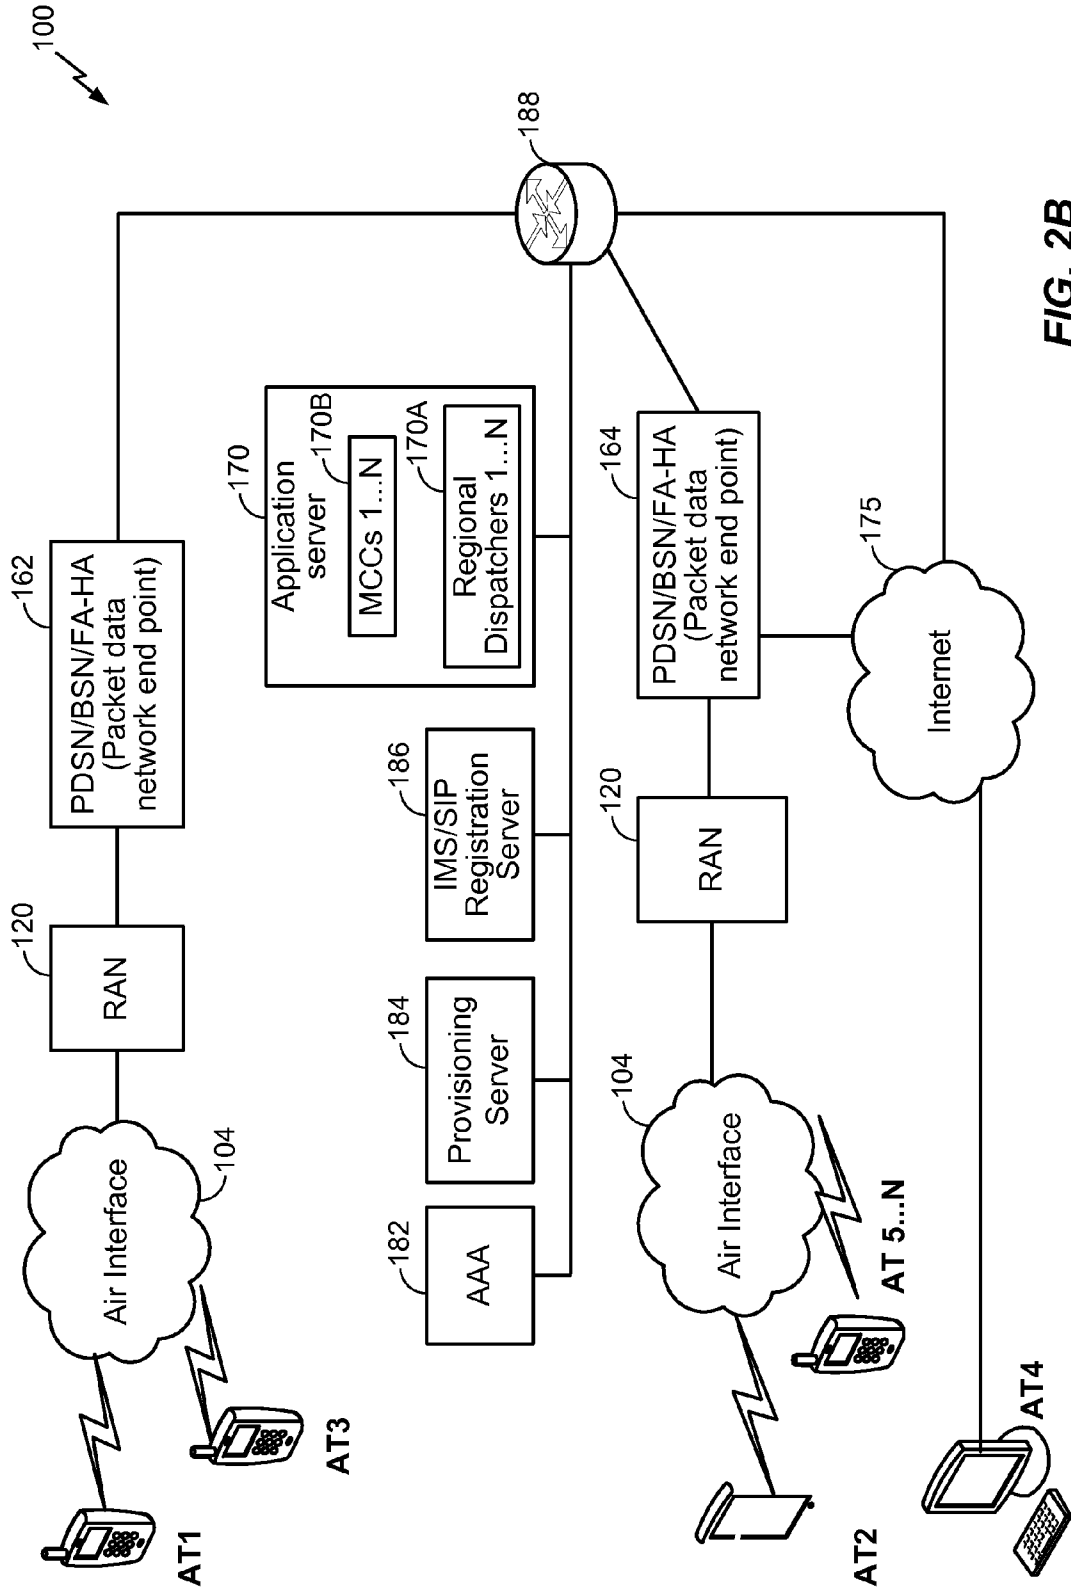 100
162
PDSN/BSN/FA-HA
(Packet data
network end point)
120
RAN
Air Interface
104
AT1
AT3
188
170
Application
server
170B
MCCs 1...N
170A
Regional
Dispatchers 1...N
186
IMS/SIP
Registration
Server
184
Provisioning
Server
182
AAA
164
PDSN/BSN/FA-HA
(Packet data
network end point)
120
RAN
104
Air Interface
AT 5...N
AT2
175
Internet
AT4
FIG. 2B